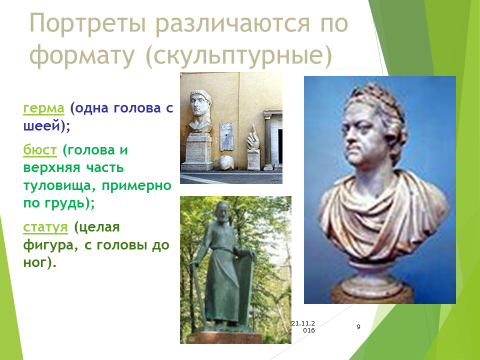 Портреты различаются по
формату (скульптурные)
герма (одна голова с
шеей);
бюст (голова и
верхняя часть
туловища, примерно
по грудь);
статуя (целая
фигура, с головы до
ног).
21.11.2
016
9